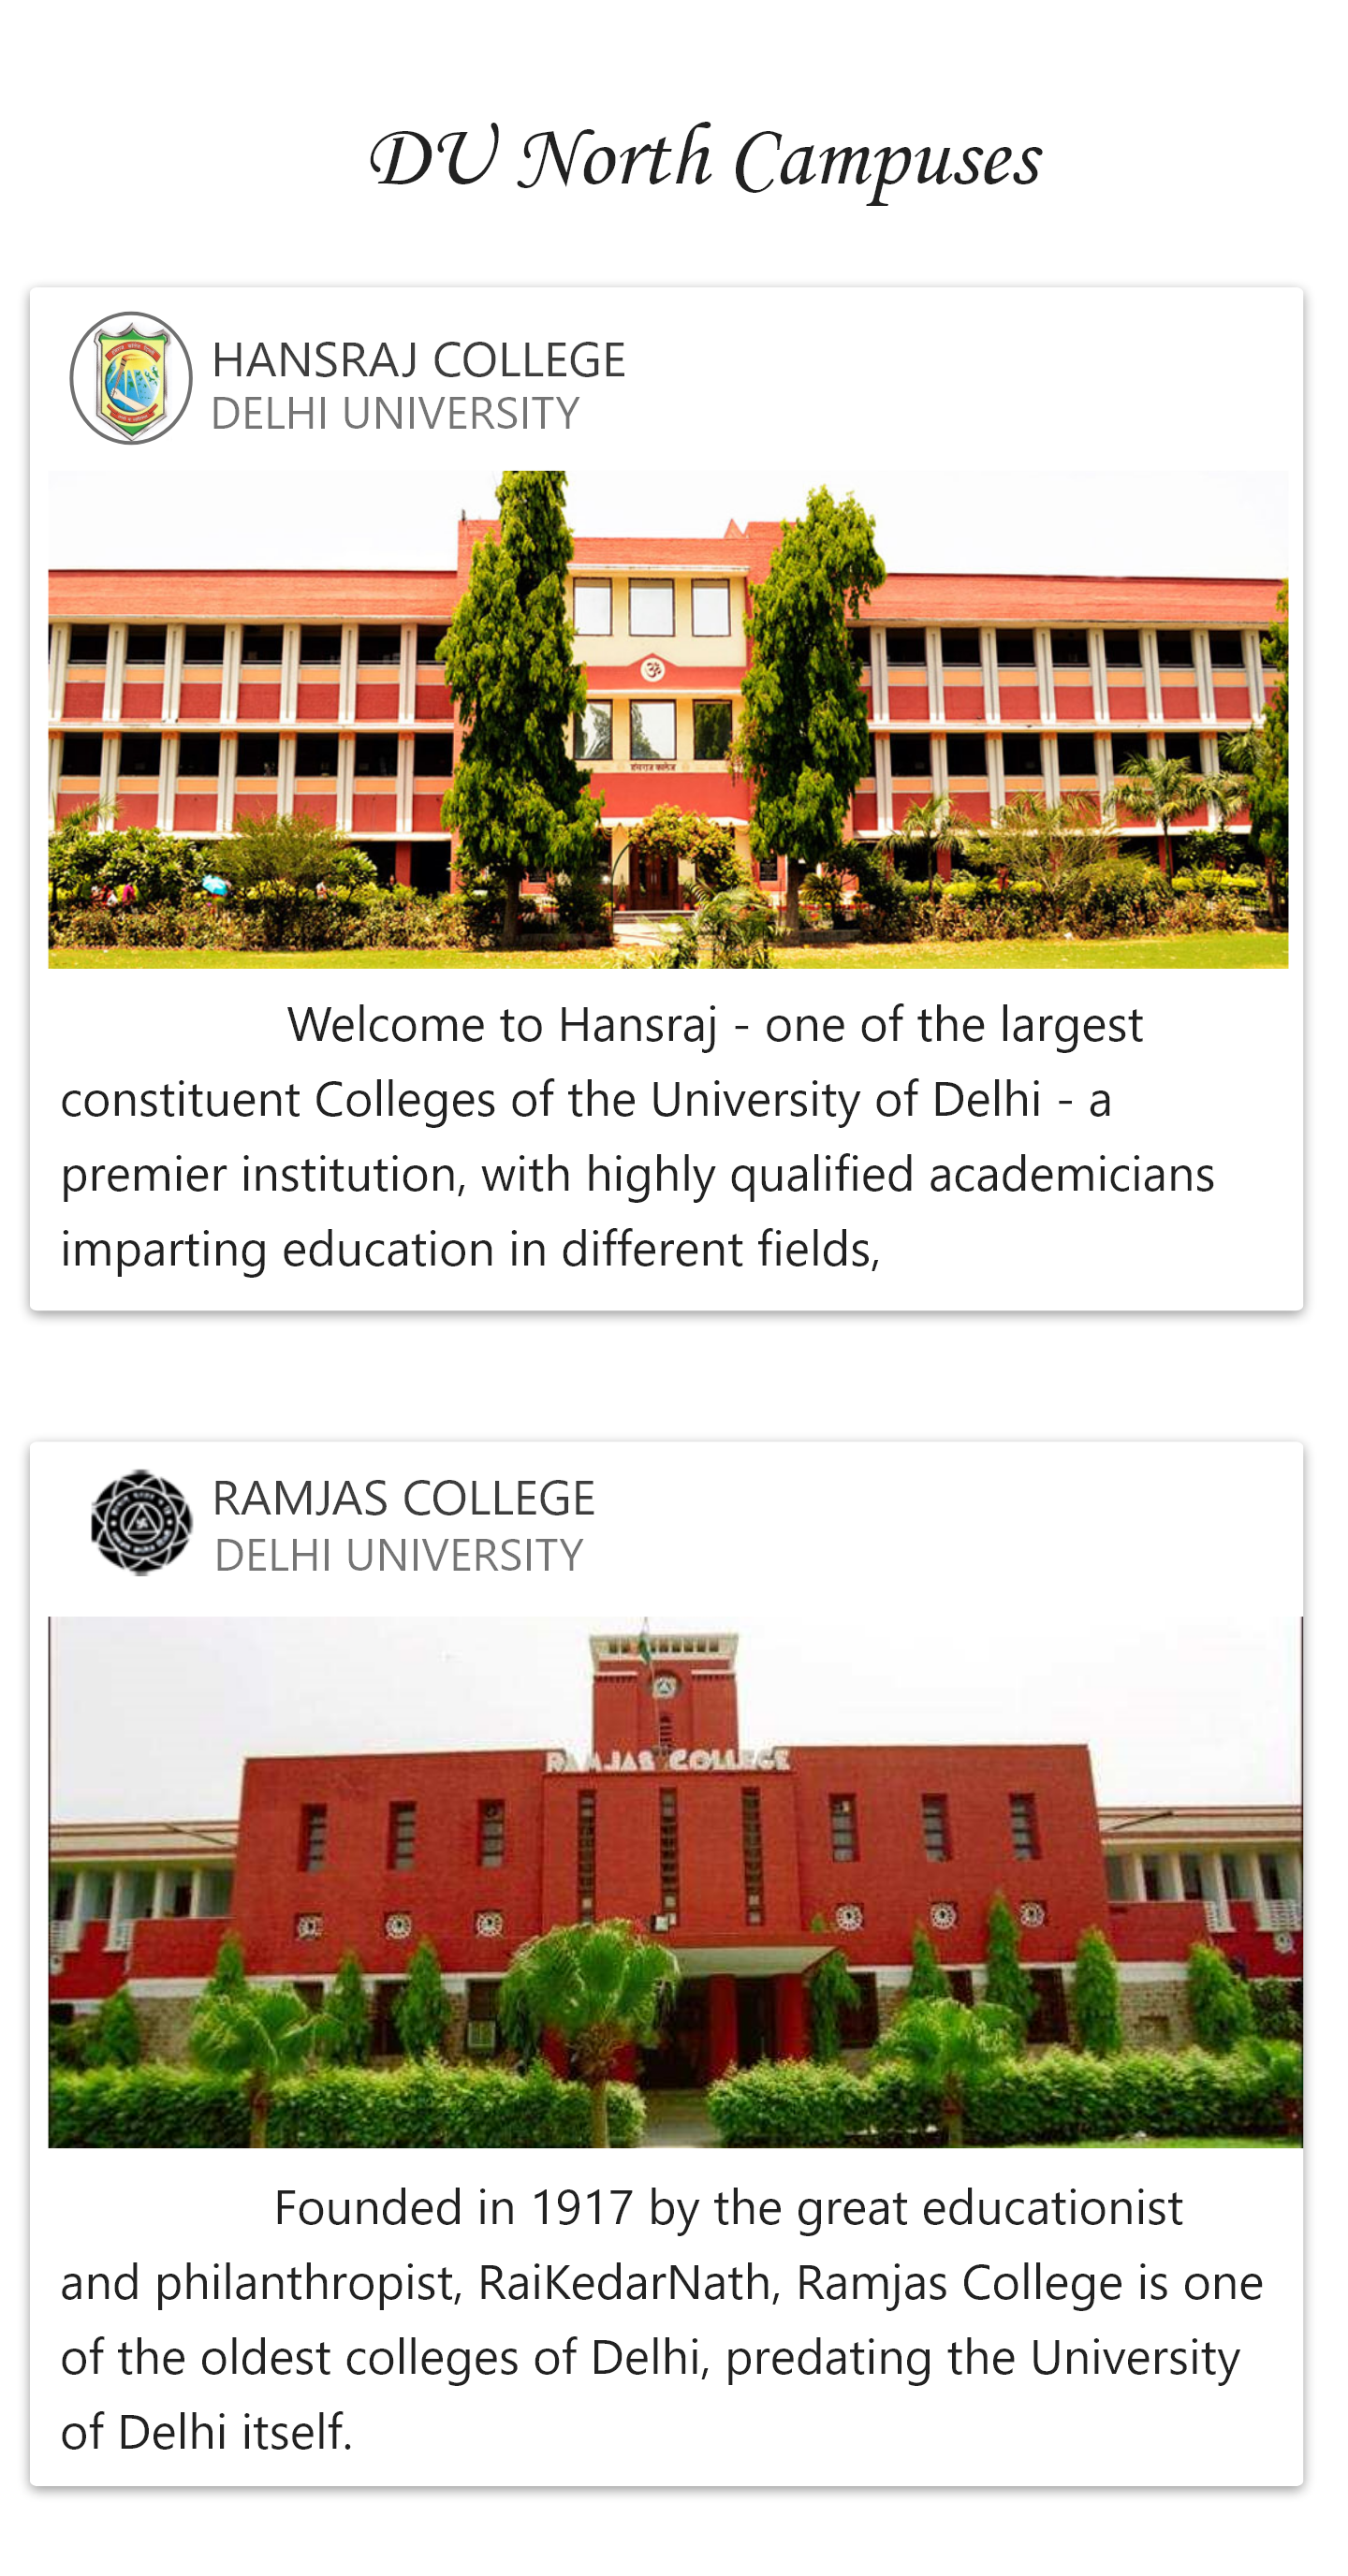 DU North Campuses
HANSRAJ COLLEGE
DELHI UNIVERSITY
हंसराज कालेज
Welcome to Hansraj - one of the largest
constituent Colleges of the University of Delhi - a
premier institution, with highly qualified academicians
imparting education in different fields,
RAMJAS COLLEGE
DELHI UNIVERSITY
RAMJAS COLLEGE
Founded in 1917 by the great educationist
and philanthropist, RaiKedarNath, Ramjas College is one
of the oldest colleges of Delhi, predating the University
of Delhi itself.